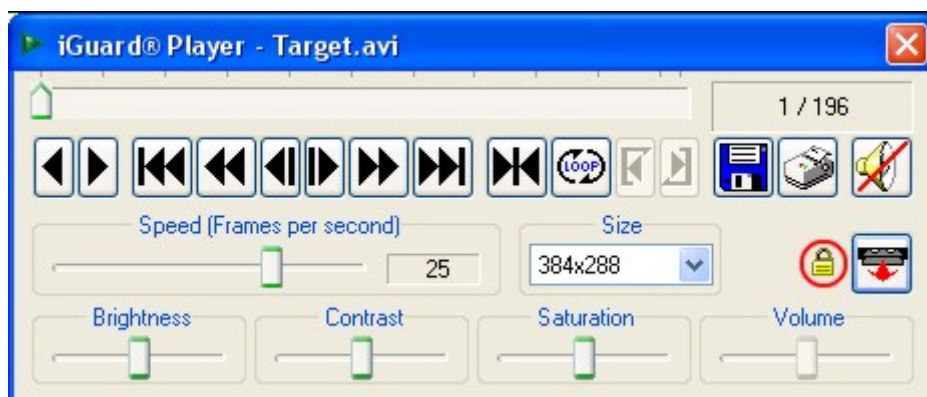 iGuard® Player - Target.avi
1 / 196
LOOP
Speed (Frames per second)
25
Size
384x288
Brightness
Contrast
Saturation
Volume